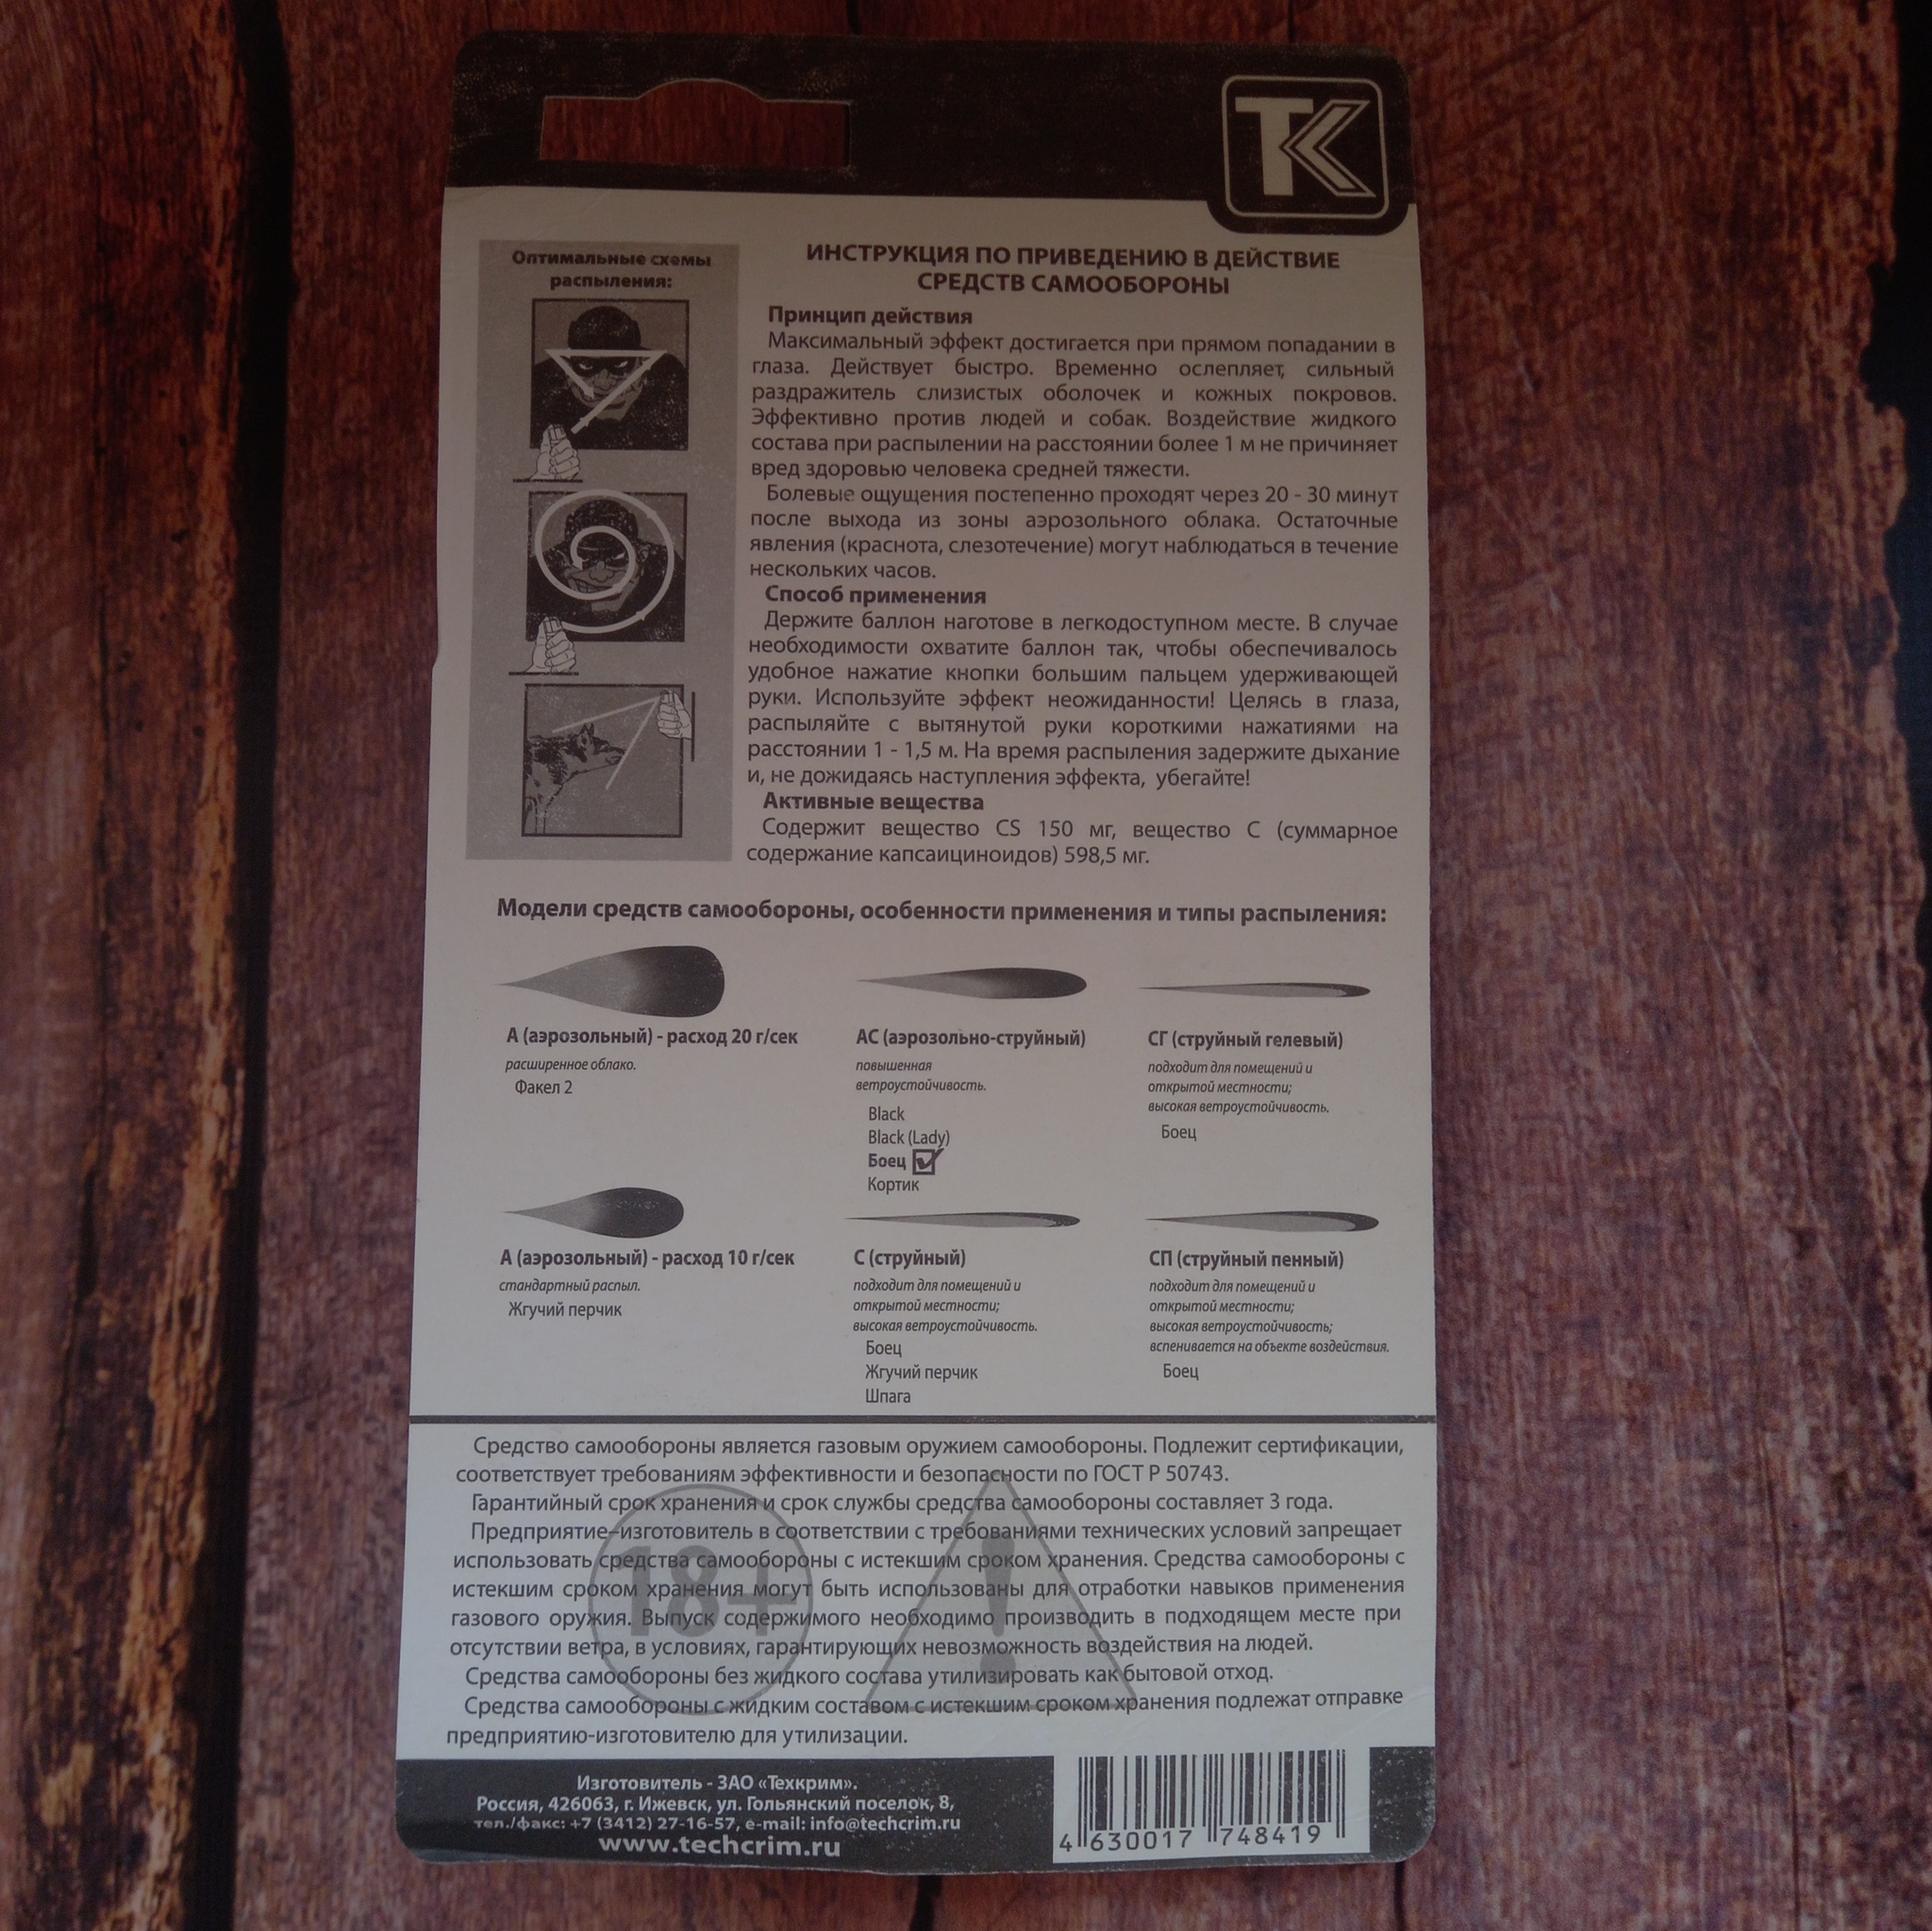 TK
Оптимальные схемы
распыления:
ИНСТРУКЦИЯ ПО ПРИВЕДЕНИЮ В ДЕЙСТВИЕ
СРЕДСТВ САМООБОРОНЫ
Принцип действия
Максимальный эффект достигается при прямом попадании в
глаза. Действует быстро. Временно ослепляет, сильный
раздражитель слизистых оболочек и кожных покровов.
Эффективно против людей и собак. Воздействие жидкого
состава при распылении на расстоянии более 1 м не причиняет
вред здоровью человека средней тяжести.
Болевые ощущения постепенно проходят через 20 - 30 минут
после выхода из зоны аэрозольного облака. Остаточные
явления (краснота, слезотечение) могут наблюдаться в течение
нескольких часов.
Способ применения
Держите баллон наготове в легкодоступном месте. В случае
необходимости охватите баллон так, чтобы обеспечивалось
удобное нажатие кнопки большим пальцем удерживающей
руки. Используйте эффект неожиданности! Целясь в глаза,
распыляйте с вытянутой руки короткими нажатиями на
расстоянии 1 - 1,5 м. На время распыления задержите дыхание
и, не дожидаясь наступления эффекта, убегайте!
Активные вещества
Содержит вещество CS 150 мг, вещество С (суммарное
содержание капсаициноидов) 598,5 мг.
Модели средств самообороны, особенности применения и типы распыления:
А (аэрозольный) - расход 20 г/сек
расширенное облако.
Факел 2
АС (аэрозольно-струйный)
повышенная
ветроустойчивость.
Black
Black (Lady)
Боец
Кортик
СГ (струйный гелевый)
подходит для помещений и
открытой местности;
высокая ветроустойчивость.
Боец
А (аэрозольный) - расход 10 г/сек
стандартный распыл.
Жгучий перчик
С (струйный)
подходит для помещений и
открытой местности;
высокая ветроустойчивость.
Боец
Жгучий перчик
Шпага
СП (струйный пенный)
подходит для помещений и
открытой местности;
высокая ветроустойчивость;
вспенивается на объекте воздействия.
Боец
Средство самообороны является газовым оружием самообороны. Подлежит сертификации,
соответствует требованиям эффективности и безопасности по ГОСТ Р 50743.
Гарантийный срок хранения и срок службы средства самообороны составляет 3 года.
Предприятие–изготовитель в соответствии с требованиями технических условий запрещает
использовать средства самообороны с истекшим сроком хранения. Средства самообороны с
истекшим сроком хранения могут быть использованы для отработки навыков применения
газового оружия. Выпуск содержимого необходимо производить в подходящем месте при
отсутствии ветра, в условиях, гарантирующих невозможность воздействия на людей.
Средства самообороны без жидкого состава утилизировать как бытовой отход.
Средства самообороны с жидким составом с истекшим сроком хранения подлежат отправке
предприятию-изготовителю для утилизации.
18+
Изготовитель - ЗАО «Техкрим».
Россия, 426063, г. Ижевск, ул. Гольянский поселок, 8,
тел./факс: +7 (3412) 27-16-57, e-mail: info@techcrim.ru
www.techcrim.ru
4 630017 748419